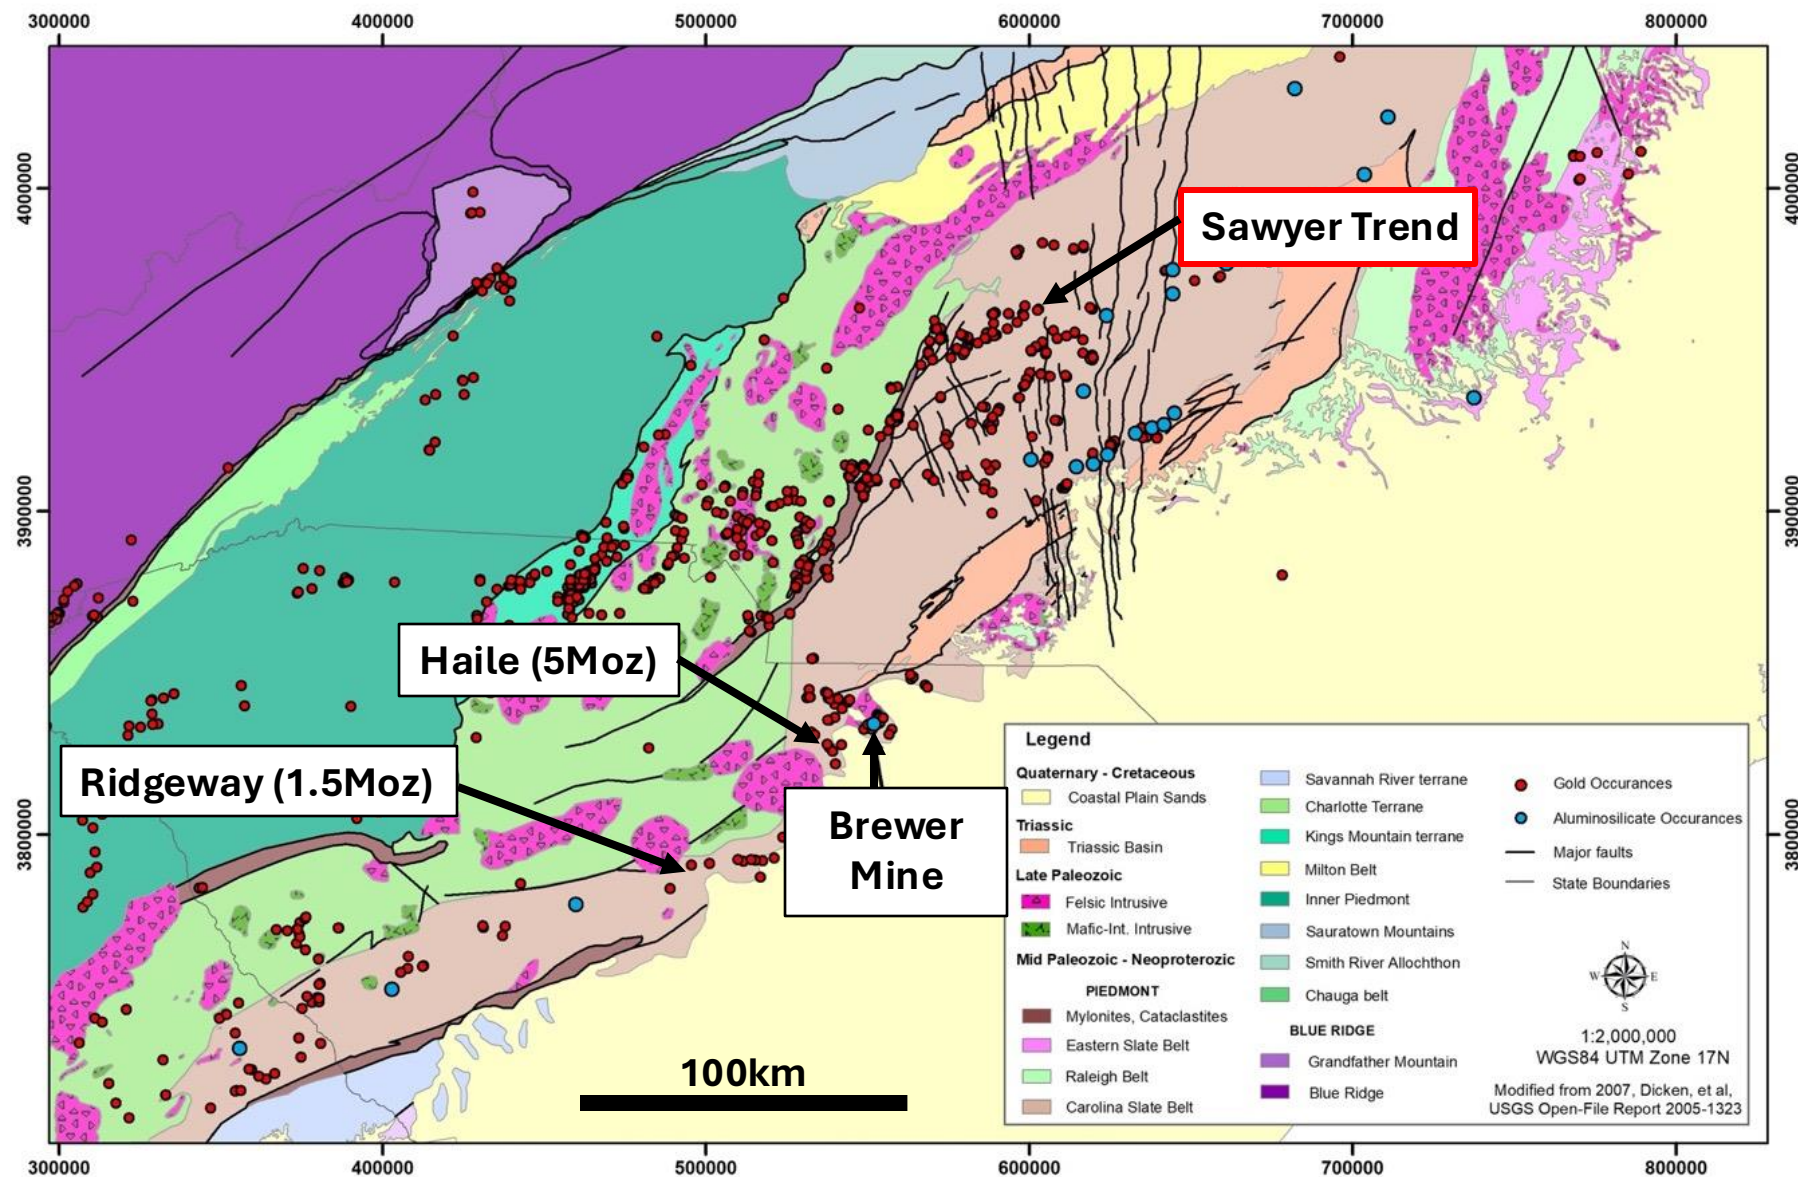 300000 400000 500000 600000 700000 800000
4000000 4000000
3900000 3900000
3800000 3800000
Sawyer Trend
Haile (5Moz)
Ridgeway (1.5Moz)
Brewer
Mine
100km
Legend
Quaternary - Cretaceous
Coastal Plain Sands
Triassic
Triassic Basin
Late Paleozoic
Felsic Intrusive
Mafic-Int. Intrusive
Mid Paleozoic - Neoproterozic
PIEDMONT
Mylonites, Cataclastites
Eastern Slate Belt
Raleigh Belt
Carolina Slate Belt
Savannah River terrane
Charlotte Terrane
Kings Mountain terrane
Milton Belt
Inner Piedmont
Sauratown Mountains
Smith River Allochthon
Chauga belt
BLUE RIDGE
Grandfather Mountain
Blue Ridge
Gold Occurances
Aluminosilicate Occurances
Major faults
State Boundaries
N
W E
S
1:2,000,000
WGS84 UTM Zone 17N
Modified from 2007, Dicken, et al,
USGS Open-File Report 2005-1323
300000 400000 500000 600000 700000 800000